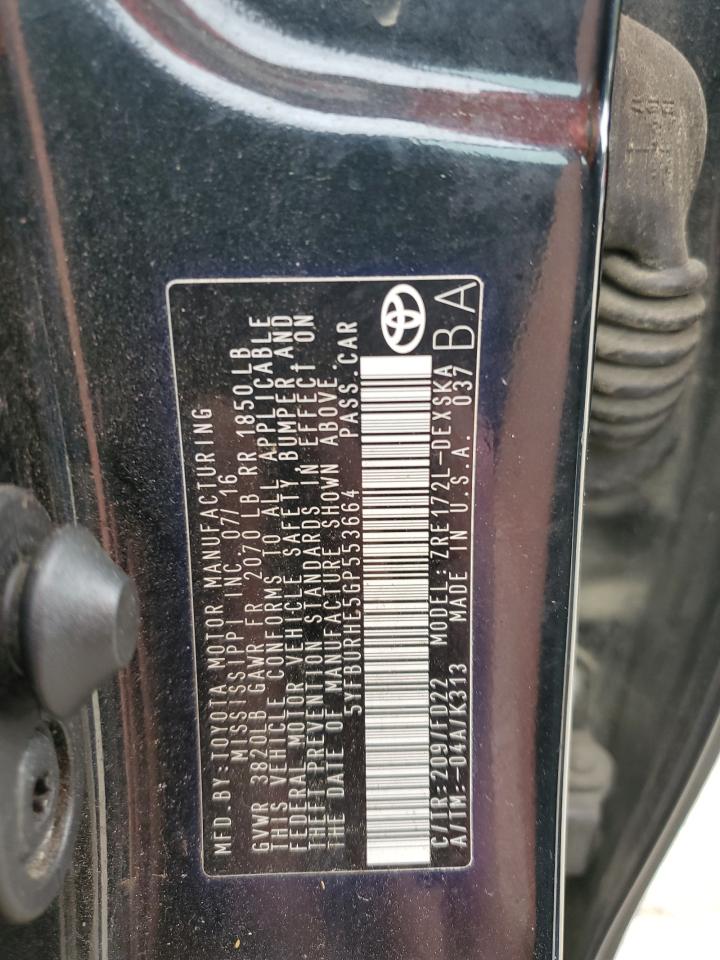 MFD.BY:TOYOTA MOTOR MANUFACTURING
MISSISSIPPI INC. 07/16
GVWR 3820LB GAWR FR 2070 LB RR 1850 LB
THIS VEHICLE CONFORMS TO ALL APPLICABLE
FEDERAL MOTOR VEHICLE SAFETY, BUMPER AND
THEFT PREVENTION STANDARDS IN EFFECT ON
THE DATE OF MANUFACTURE SHOWN ABOVE.
5YFBURHE5GP553664 PASS. CAR
C/TR:209/FD22 MODEL: ZRE172L-DEXSKA
A/TM:-04A/K313 MADE IN U.S.A. 037
BA